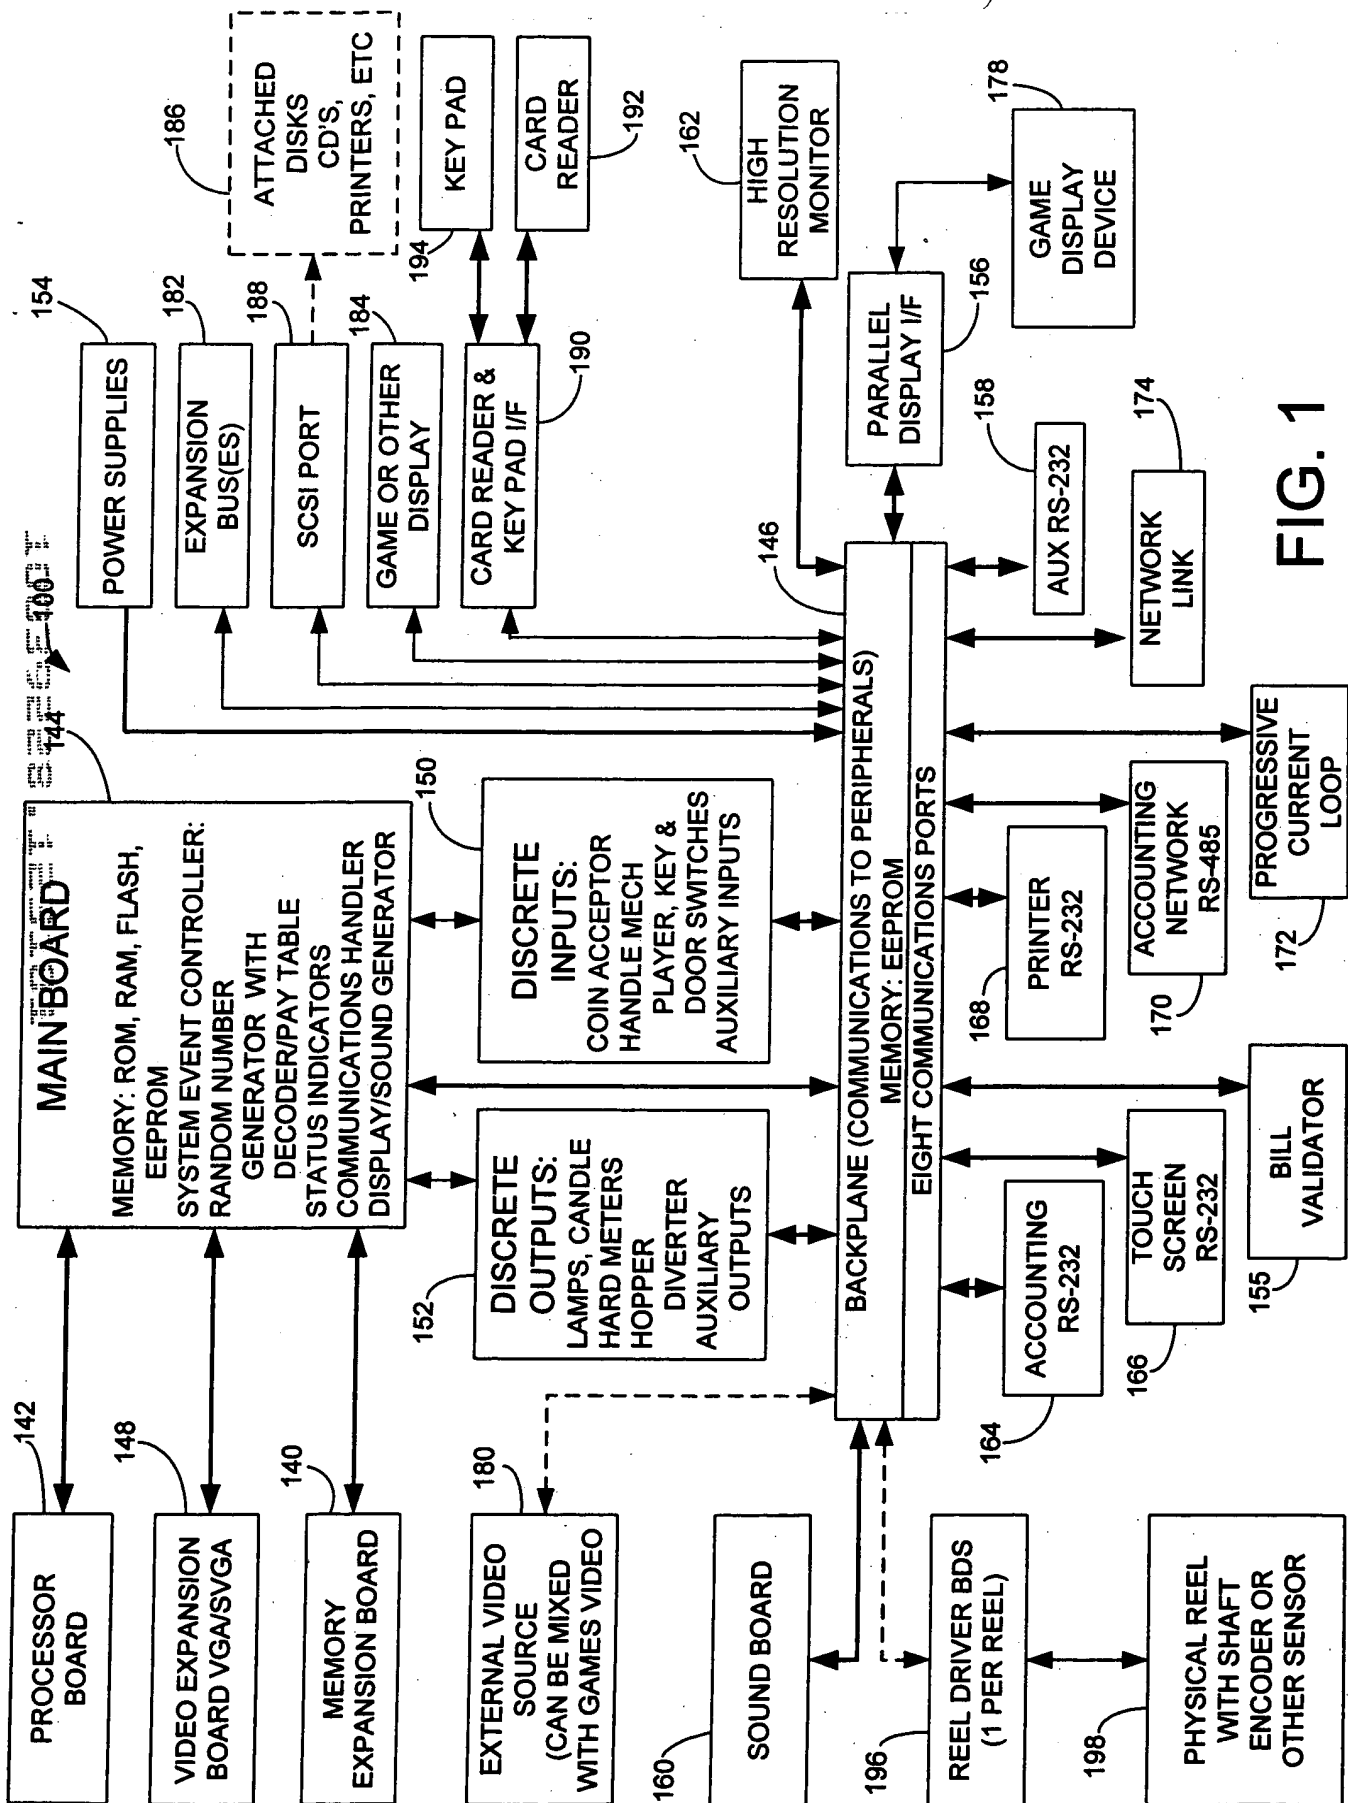 PROCESSOR
BOARD
142
VIDEO EXPANSION
BOARD VGA/SVGA
148
MEMORY
EXPANSION BOARD
140
EXTERNAL VIDEO
SOURCE
(CAN BE MIXED
WITH GAMES VIDEO
180
SOUND BOARD
160
REEL DRIVER BDS
(1 PER REEL)
196
PHYSICAL REEL
WITH SHAFT
ENCODER OR
OTHER SENSOR
198
MAIN BOARD
MEMORY: ROM, RAM, FLASH,
EEPROM
SYSTEM EVENT CONTROLLER:
RANDOM NUMBER
GENERATOR WITH
DECODER/PAY TABLE
STATUS INDICATORS
COMMUNICATIONS HANDLER
DISPLAY/SOUND GENERATOR
144
100
DISCRETE
OUTPUTS:
LAMPS, CANDLE
HARD METERS
HOPPER
DIVERTER
AUXILIARY
OUTPUTS
152
DISCRETE
INPUTS:
COIN ACCEPTOR
HANDLE MECH
PLAYER, KEY &
DOOR SWITCHES
AUXILIARY INPUTS
150
BACKPLANE (COMMUNICATIONS TO PERIPHERALS)
MEMORY: EEPROM
EIGHT COMMUNICATIONS PORTS
146
ACCOUNTING
RS-232
164
TOUCH
SCREEN
RS-232
166
BILL
VALIDATOR
155
PRINTER
RS-232
168
ACCOUNTING
NETWORK
RS-485
170
PROGRESSIVE
CURRENT
LOOP
172
POWER SUPPLIES
154
EXPANSION
BUS(ES)
182
SCSI PORT
188
GAME OR OTHER
DISPLAY
184
CARD READER &
KEY PAD I/F
190
ATTACHED
DISKS
CD'S,
PRINTERS, ETC
186
KEY PAD
194
CARD
READER
192
HIGH
RESOLUTION
MONITOR
162
PARALLEL
DISPLAY I/F
156
GAME
DISPLAY
DEVICE
178
AUX RS-232
158
NETWORK
LINK
174
FIG. 1